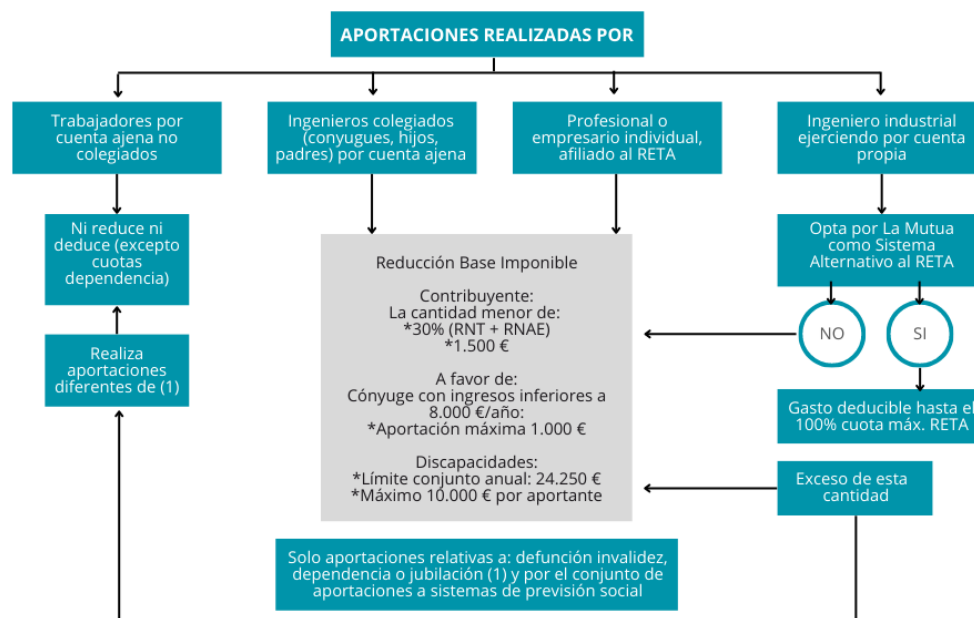 APORTACIONES REALIZADAS POR
Trabajadores por
cuenta ajena no
colegiados
Ingenieros colegiados
(conyugues, hijos,
padres) por cuenta ajena
Profesional o
empresario individual,
afiliado al RETA
Ingeniero industrial
ejerciendo por cuenta
propia
Ni reduce ni
deduce (excepto
cuotas
dependencia)
Opta por La Mutua
como Sistema
Alternativo al RETA
Reducción Base Imponible
Contribuyente:
La cantidad menor de:
*30% (RNT + RNAE)
*1.500 €
A favor de:
Cónyuge con ingresos inferiores a
8.000 €/año:
*Aportación máxima 1.000 €
Discapacidades:
*Límite conjunto anual: 24.250 €
*Máximo 10.000 € por aportante
NO
SI
Realiza
aportaciones
diferentes de (1)
Gasto deducible hasta el
100% cuota máx. RETA
Exceso de esta
cantidad
Solo aportaciones relativas a: defunción invalidez,
dependencia o jubilación (1) y por el conjunto de
aportaciones a sistemas de previsión social